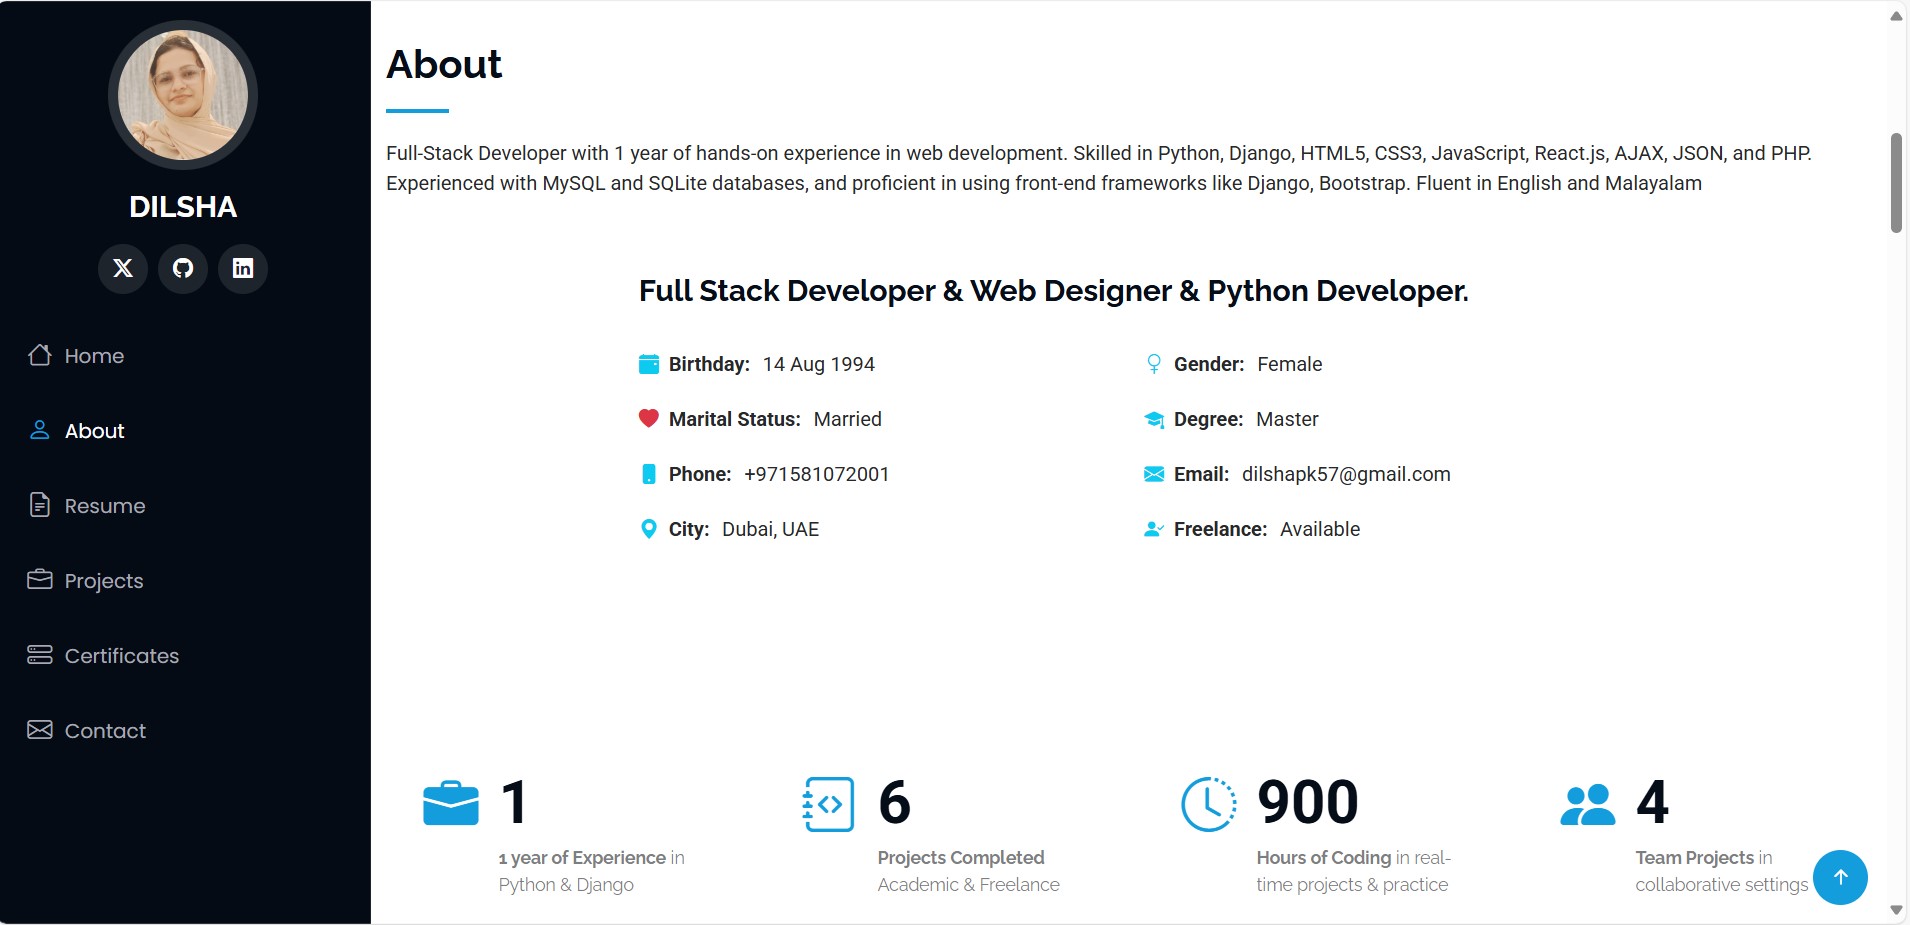 DILSHA
Home
About
Resume
Projects
Certificates
Contact
About
Full-Stack Developer with 1 year of hands-on experience in web development. Skilled in Python, Django, HTML5, CSS3, JavaScript, React.js, AJAX, JSON, and PHP.
Experienced with MySQL and SQLite databases, and proficient in using front-end frameworks like Django, Bootstrap. Fluent in English and Malayalam
Full Stack Developer & Web Designer & Python Developer.
Birthday: 14 Aug 1994
Gender: Female
Marital Status: Married
Degree: Master
Phone: +971581072001
Email: dilshapk57@gmail.com
City: Dubai, UAE
Freelance: Available
1
1 year of Experience in
Python & Django
6
Projects Completed
Academic & Freelance
900
Hours of Coding in real-
time projects & practice
4
Team Projects in
collaborative settings